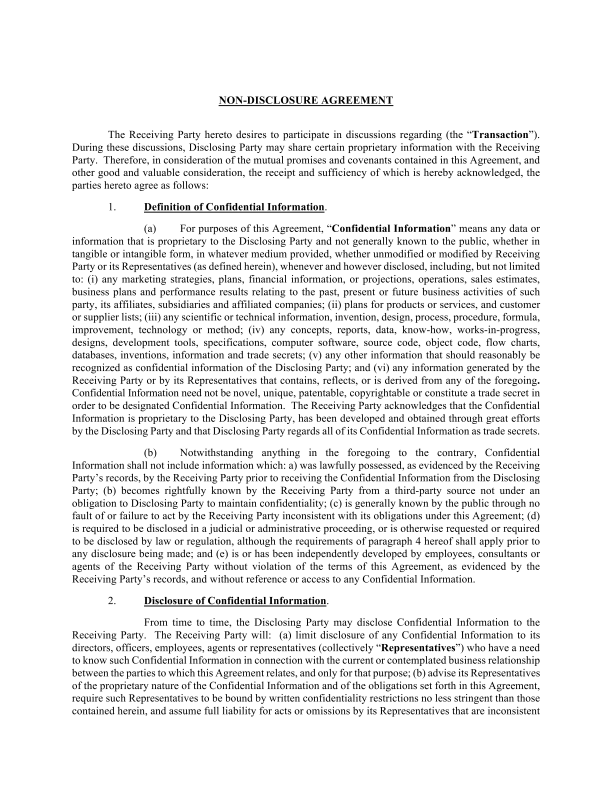 NON-DISCLOSURE AGREEMENT
The Receiving Party hereto desires to participate in discussions regarding (the “Transaction”).
During these discussions, Disclosing Party may share certain proprietary information with the Receiving
Party. Therefore, in consideration of the mutual promises and covenants contained in this Agreement, and
other good and valuable consideration, the receipt and sufficiency of which is hereby acknowledged, the
parties hereto agree as follows:
1. Definition of Confidential Information.
(a) For purposes of this Agreement, “Confidential Information” means any data or
information that is proprietary to the Disclosing Party and not generally known to the public, whether in
tangible or intangible form, in whatever medium provided, whether unmodified or modified by Receiving
Party or its Representatives (as defined herein), whenever and however disclosed, including, but not limited
to: (i) any marketing strategies, plans, financial information, or projections, operations, sales estimates,
business plans and performance results relating to the past, present or future business activities of such
party, its affiliates, subsidiaries and affiliated companies; (ii) plans for products or services, and customer
or supplier lists; (iii) any scientific or technical information, invention, design, process, procedure, formula,
improvement, technology or method; (iv) any concepts, reports, data, know-how, works-in-progress,
designs, development tools, specifications, computer software, source code, object code, flow charts,
databases, inventions, information and trade secrets; (v) any other information that should reasonably be
recognized as confidential information of the Disclosing Party; and (vi) any information generated by the
Receiving Party or by its Representatives that contains, reflects, or is derived from any of the foregoing.
Confidential Information need not be novel, unique, patentable, copyrightable or constitute a trade secret in
order to be designated Confidential Information. The Receiving Party acknowledges that the Confidential
Information is proprietary to the Disclosing Party, has been developed and obtained through great efforts
by the Disclosing Party and that Disclosing Party regards all of its Confidential Information as trade secrets.
(b) Notwithstanding anything in the foregoing to the contrary, Confidential
Information shall not include information which: a) was lawfully possessed, as evidenced by the Receiving
Party’s records, by the Receiving Party prior to receiving the Confidential Information from the Disclosing
Party; (b) becomes rightfully known by the Receiving Party from a third-party source not under an
obligation to Disclosing Party to maintain confidentiality; (c) is generally known by the public through no
fault of or failure to act by the Receiving Party inconsistent with its obligations under this Agreement; (d)
is required to be disclosed in a judicial or administrative proceeding, or is otherwise requested or required
to be disclosed by law or regulation, although the requirements of paragraph 4 hereof shall apply prior to
any disclosure being made; and (e) is or has been independently developed by employees, consultants or
agents of the Receiving Party without violation of the terms of this Agreement, as evidenced by the
Receiving Party’s records, and without reference or access to any Confidential Information.
2. Disclosure of Confidential Information.
From time to time, the Disclosing Party may disclose Confidential Information to the
Receiving Party. The Receiving Party will: (a) limit disclosure of any Confidential Information to its
directors, officers, employees, agents or representatives (collectively “Representatives”) who have a need
to know such Confidential Information in connection with the current or contemplated business relationship
between the parties to which this Agreement relates, and only for that purpose; (b) advise its Representatives
of the proprietary nature of the Confidential Information and of the obligations set forth in this Agreement,
require such Representatives to be bound by written confidentiality restrictions no less stringent than those
contained herein, and assume full liability for acts or omissions by its Representatives that are inconsistent